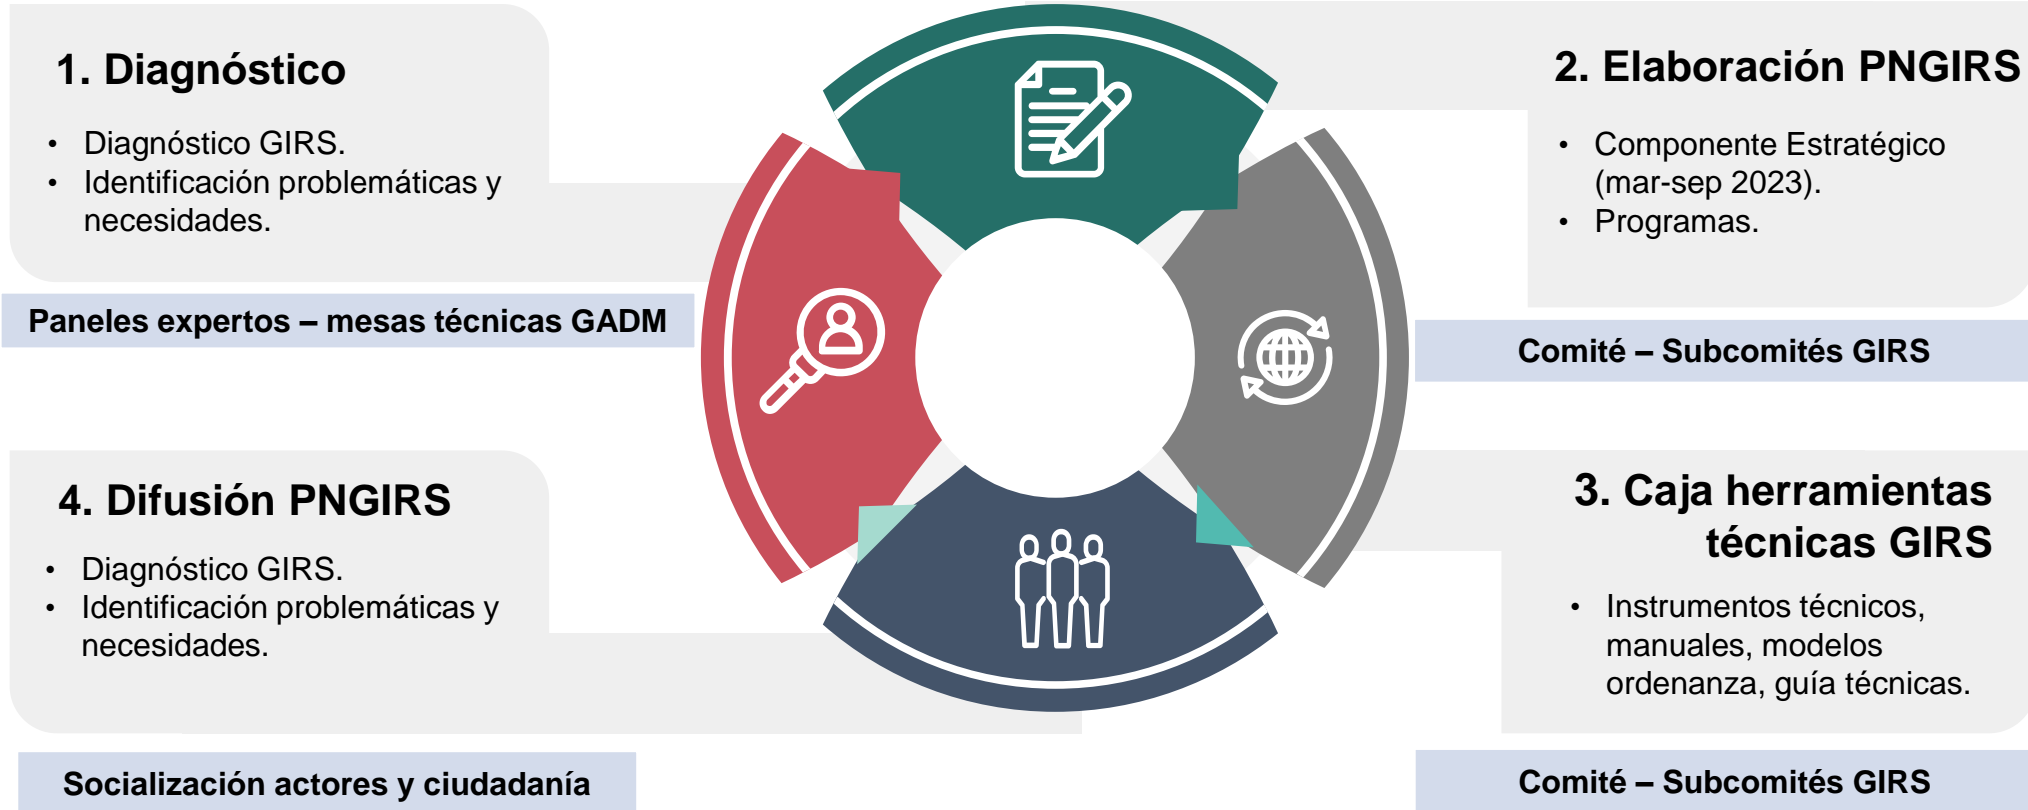 1. Diagnóstico
• Diagnóstico GIRS.
• Identificación problemáticas y
necesidades.
Paneles expertos – mesas técnicas GADM
2. Elaboración PNGIRS
• Componente Estratégico
(mar-sep 2023).
• Programas.
Comité – Subcomités GIRS
3. Caja herramientas
técnicas GIRS
• Instrumentos técnicos,
manuales, modelos
ordenanza, guía técnicas.
Comité – Subcomités GIRS
4. Difusión PNGIRS
• Diagnóstico GIRS.
• Identificación problemáticas y
necesidades.
Socialización actores y ciudadanía